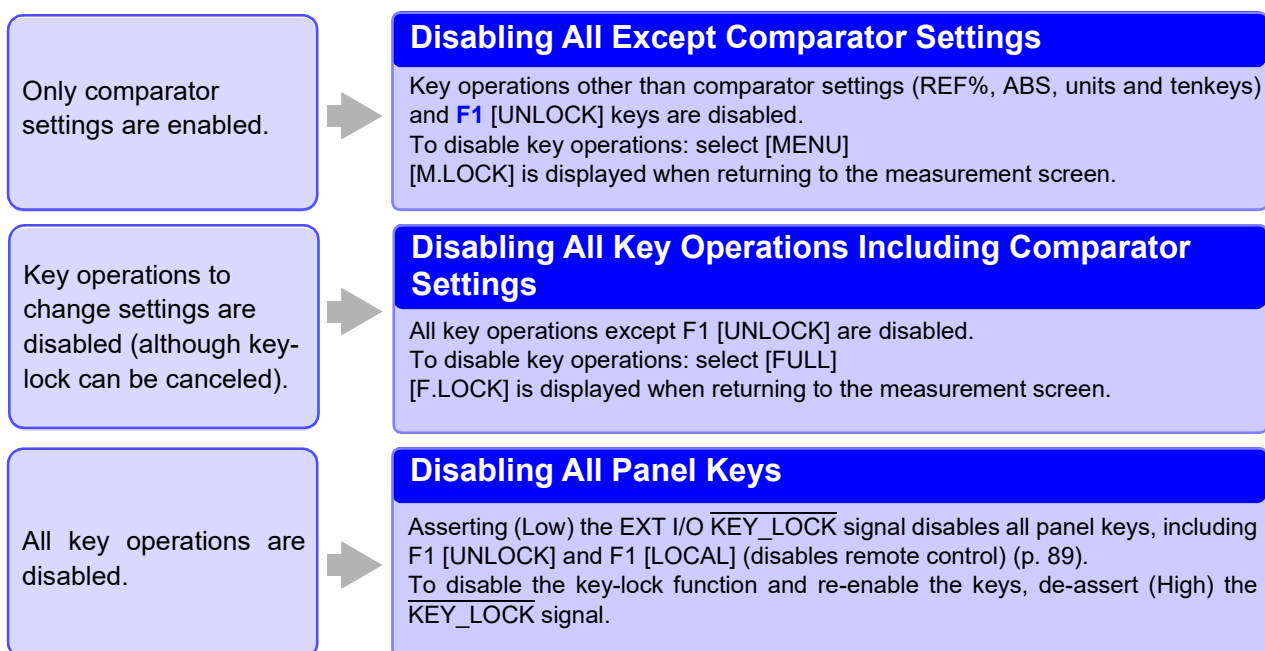 Only comparator
settings are enabled.
Disabling All Except Comparator Settings
Key operations other than comparator settings (REF%, ABS, units and tenkeys)
and F1 [UNLOCK] keys are disabled.
To disable key operations: select [MENU]
[M.LOCK] is displayed when returning to the measurement screen.
Key operations to
change settings are
disabled (although key-
lock can be canceled).
Disabling All Key Operations Including Comparator
Settings
All key operations except F1 [UNLOCK] are disabled.
To disable key operations: select [FULL]
[F.LOCK] is displayed when returning to the measurement screen.
All key operations are
disabled.
Disabling All Panel Keys
Asserting (Low) the EXT I/O KEY_LOCK signal disables all panel keys, including
F1 [UNLOCK] and F1 [LOCAL] (disables remote control) (p. 89).
To disable the key-lock function and re-enable the keys, de-assert (High) the
KEY_LOCK signal.